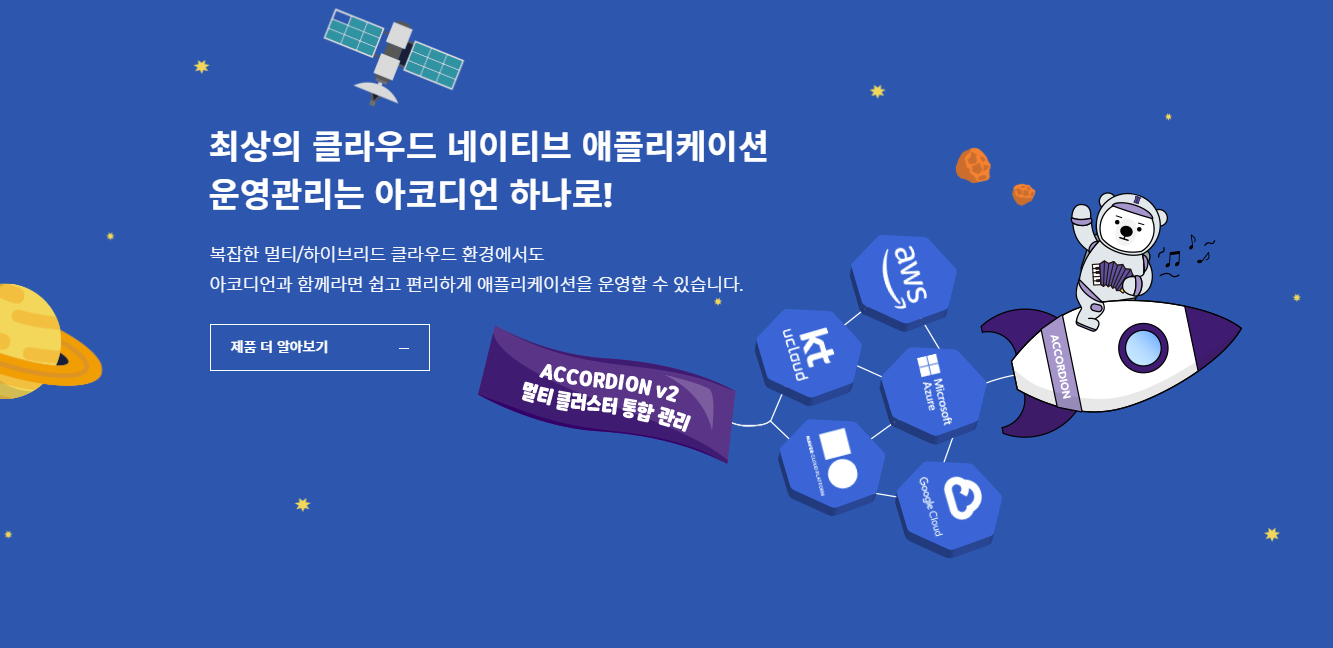 최상의 클라우드 네이티브 애플리케이션
운영관리는 아코디언 하나로!
복잡한 멀티/하이브리드 클라우드 환경에서도
아코디언과 함께라면 쉽고 편리하게 애플리케이션을 운영할 수 있습니다.
제품 더 알아보기
ACCORDION v2
멀티 클러스터 통합 관리
aws
kt
ucloud
Microsoft
Azure
NAVER CLOUD PLATFORM
Google Cloud
ACCORDION